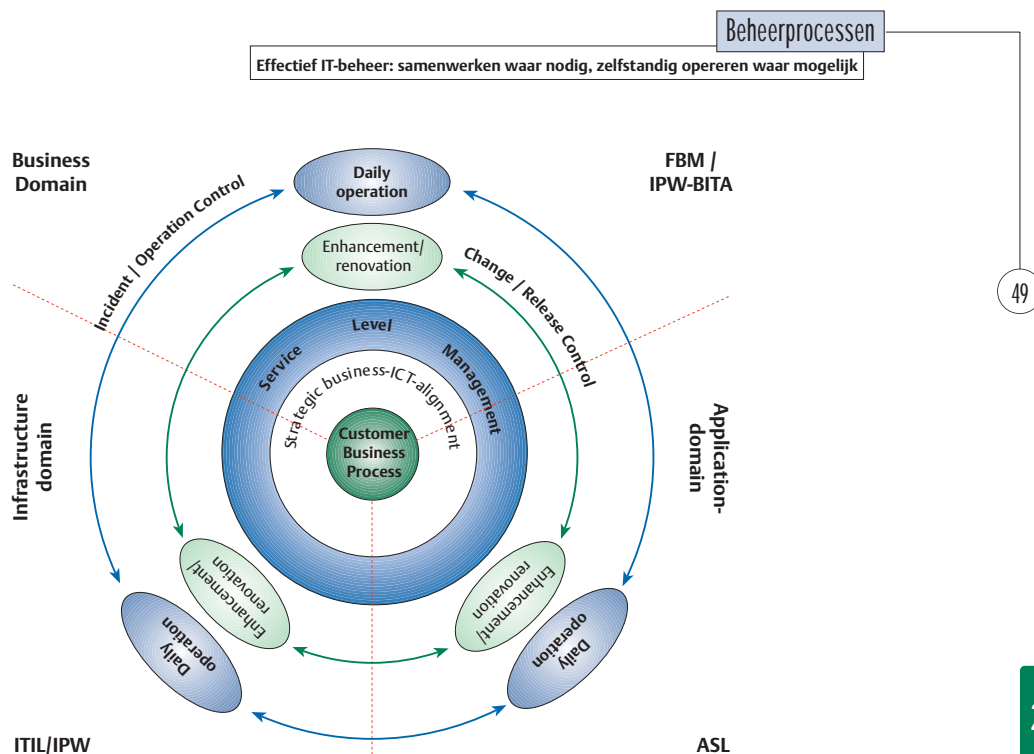 Beheerprocessen
Effectief IT-beheer: samenwerken waar nodig, zelfstandig opereren waar mogelijk
49
Business
Domain
FBM /
IPW-BITA
Daily
operation
Enhancement/
renovation
Incident / Operation Control
Change / Release Control
Service Level Management
Strategic business-ICT-alignment
Customer
Business
Process
Infrastructure
domain
Application-
domain
Enhancement/
renovation
Enhancement/
renovation
Daily
operation
Daily
operation
ITIL/IPW
ASL
2